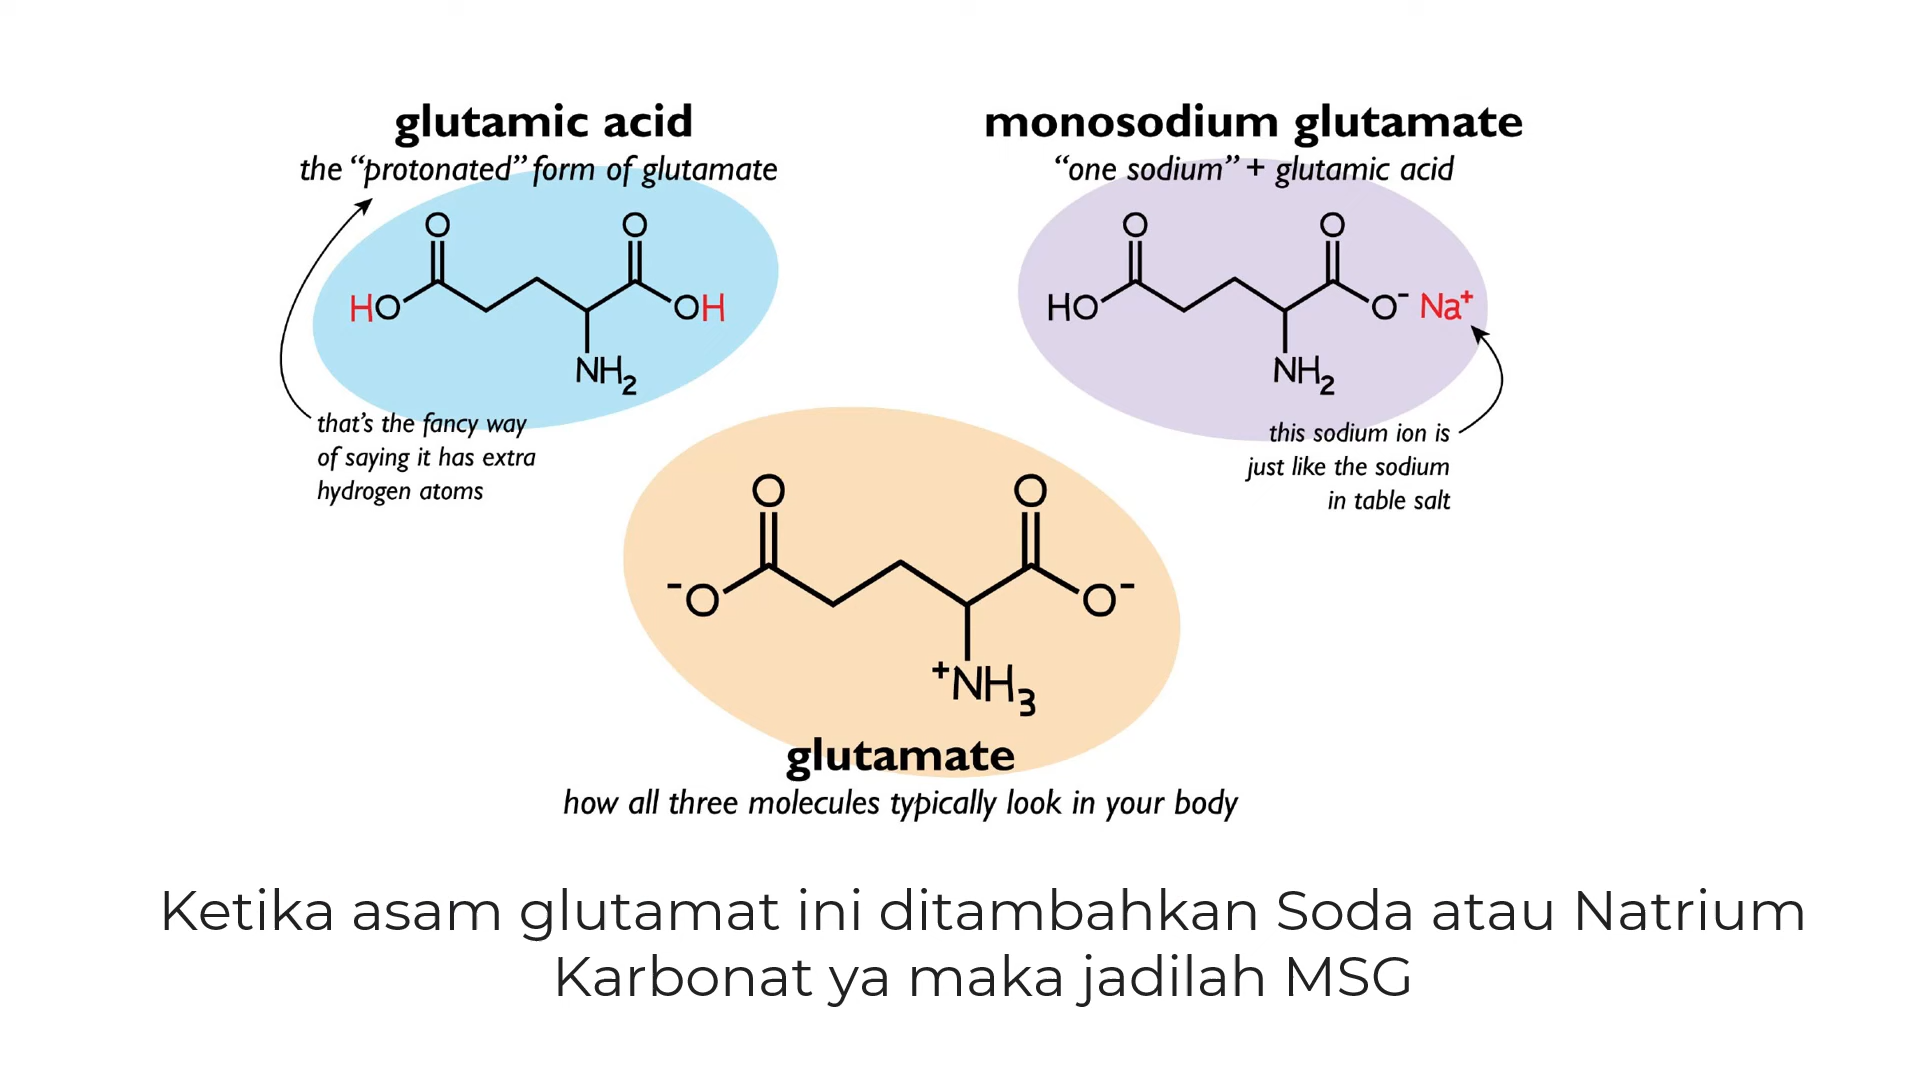 glutamic acid
the “protonated” form of glutamate
O
O
HO
OH
NH2
that’s the fancy way
of saying it has extra
hydrogen atoms
monosodium glutamate
“one sodium” + glutamic acid
O
O
HO
O- Na+
NH2
this sodium ion is
just like the sodium
in table salt
O
O
-O
O-
+NH3
glutamate
how all three molecules typically look in your body
Ketika asam glutamat ini ditambahkan Soda atau Natrium
Karbonat ya maka jadilah MSG